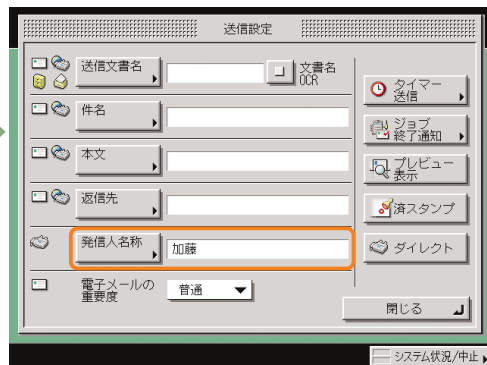 送信設定
送信文書名
文書名
OCR
件名
本文
返信先
発信人名称
加藤
電子メールの
重要度
普通
タイマー
送信
ジョブ
終了通知
プレビュー
表示
済スタンプ
ダイレクト
閉じる
システム状況/中止